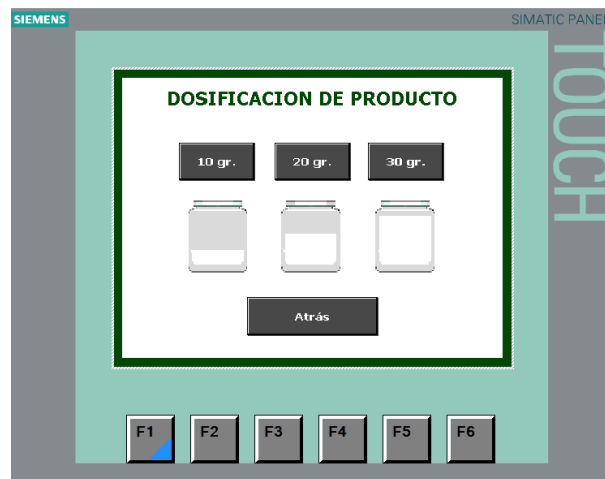 SIEMENS
SIMATIC PANEL
TOUCH
DOSIFICACION DE PRODUCTO
10 gr.
20 gr.
30 gr.
Atrás
F1
F2
F3
F4
F5
F6